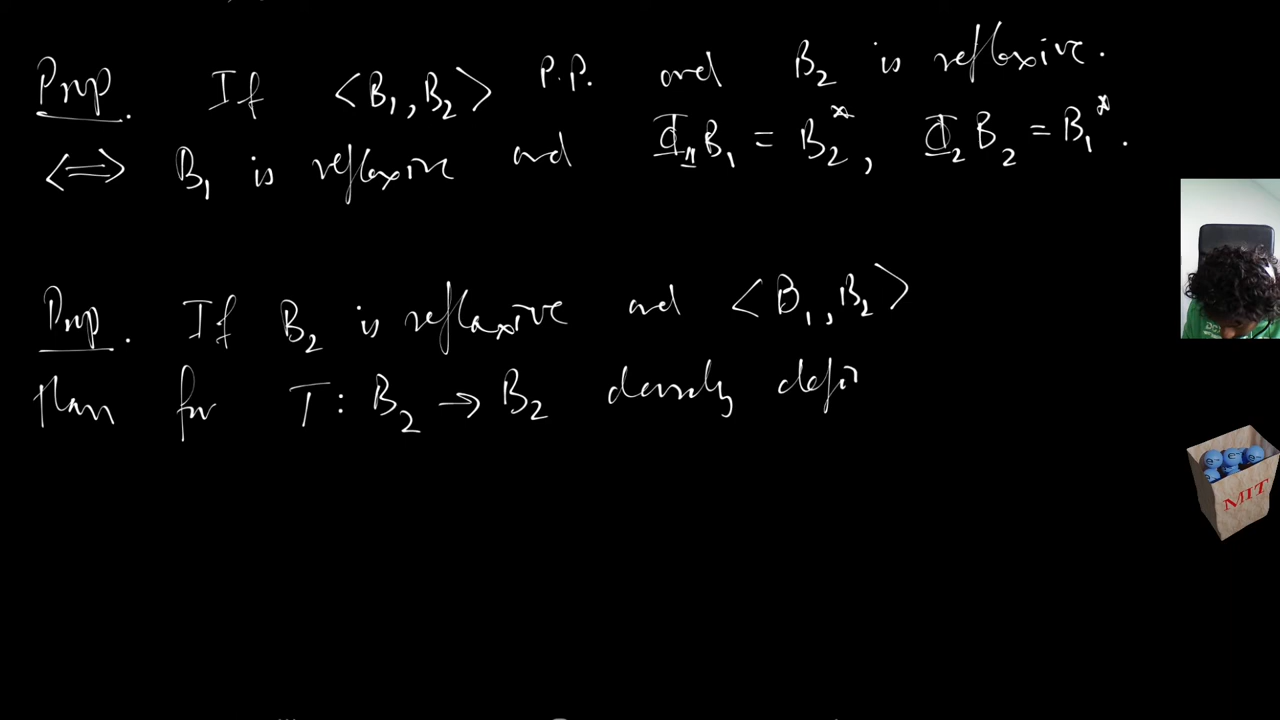 Prop. If <B₁, B₂> P.P. and B₂ is reflexive.
<=> B₁ is reflexive and Φ₁B₁ = B₂*, Φ₂B₂ = B₁*.
Prop. If B₂ is reflexive and <B₁, B₂>
then for T: B₂ → B₂ densely defi
e⁻ e⁻ e⁻
e⁻
MIT